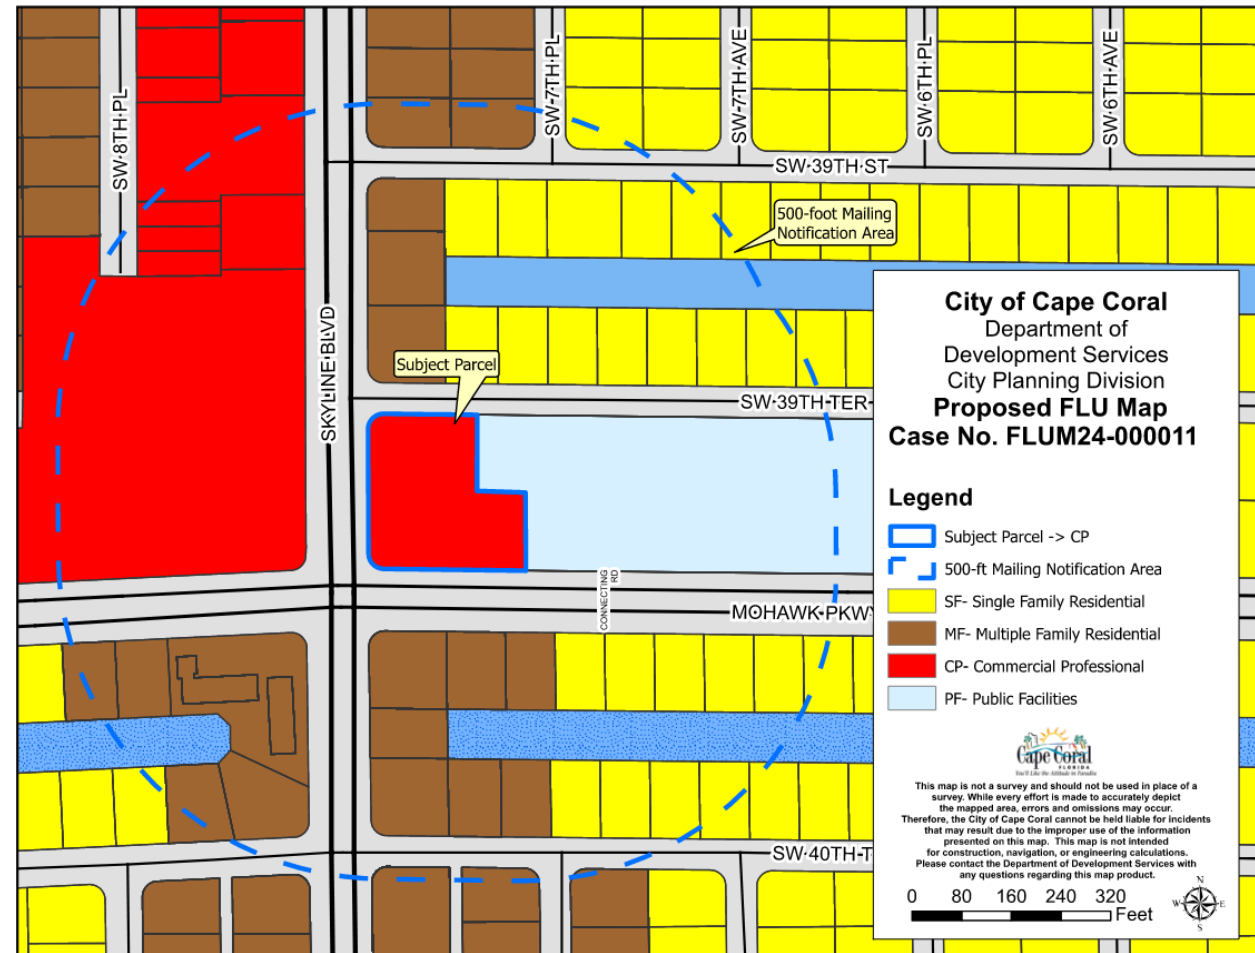 SW 8TH PL
SW 7TH PL
SW 7TH AVE
SW 6TH PL
SW 6TH AVE
SW 39TH ST
500-foot Mailing
Notification Area
SKYLINE BLVD
Subject Parcel
SW 39TH TER
CONNECTING
RD
MOHAWK PKWY
SW 40TH T
City of Cape Coral
Department of
Development Services
City Planning Division
Proposed FLU Map
Case No. FLUM24-000011
Legend
Subject Parcel -> CP
500-ft Mailing Notification Area
SF- Single Family Residential
MF- Multiple Family Residential
CP- Commercial Professional
PF- Public Facilities
Cape Coral
FLORIDA
You'll Like the Attitude in Paradise
This map is not a survey and should not be used in place of a
survey. While every effort is made to accurately depict
the mapped area, errors and omissions may occur.
Therefore, the City of Cape Coral cannot be held liable for incidents
that may result due to the improper use of the information
presented on this map. This map is not intended
for construction, navigation, or engineering calculations.
Please contact the Department of Development Services with
any questions regarding this map product.
0 80 160 240 320
Feet
N
W E
S